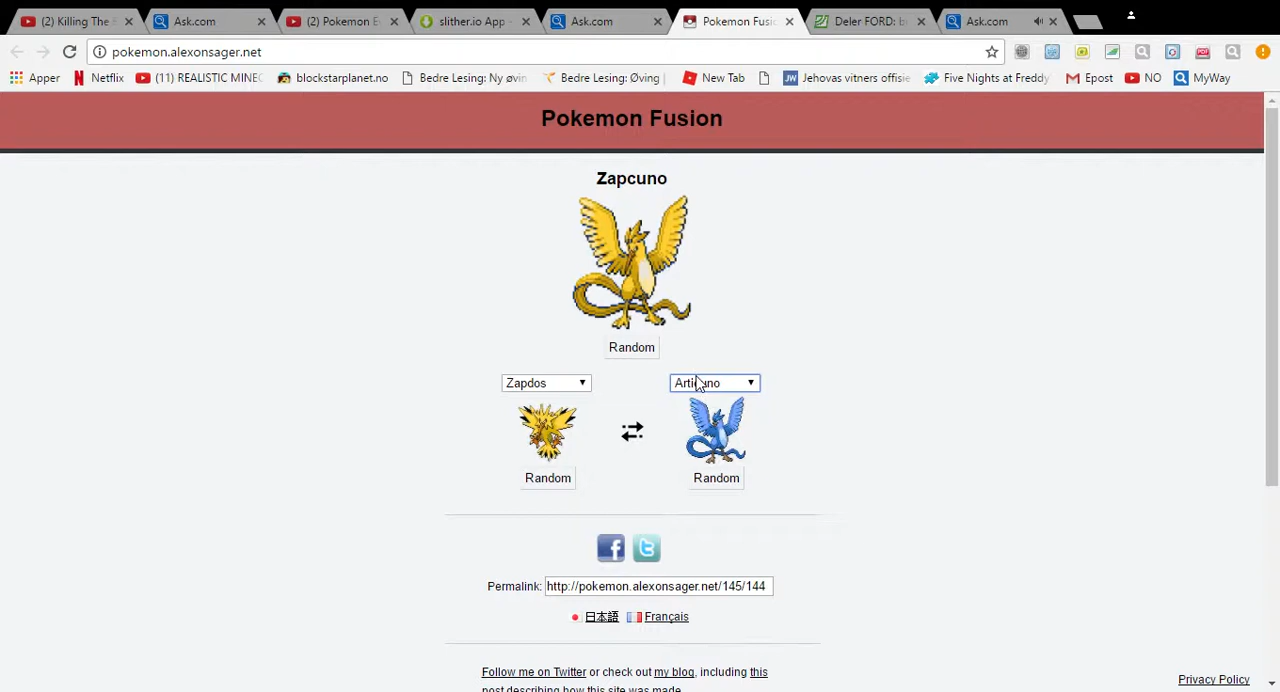 (2) Killing The
Ask.com
(2) Pokemon E
slither.io App -
Ask.com
Pokemon Fusi
Deler FORD: b
Ask.com
pokemon.alexonsager.net
Apper
Netflix
(11) REALISTIC MINEC
blockstarplanet.no
Bedre Lesing: Ny øvin
Bedre Lesing: Øving |
New Tab
Jehovas vitners offisie
Five Nights at Freddy
Epost
NO
MyWay
Pokemon Fusion
Zapcuno
Random
Zapdos
Articuno
Random
Random
Permalink: http://pokemon.alexonsager.net/145/144
日本語 Français
Follow me on Twitter or check out my blog, including this
post describing how this site was made.
Privacy Policy